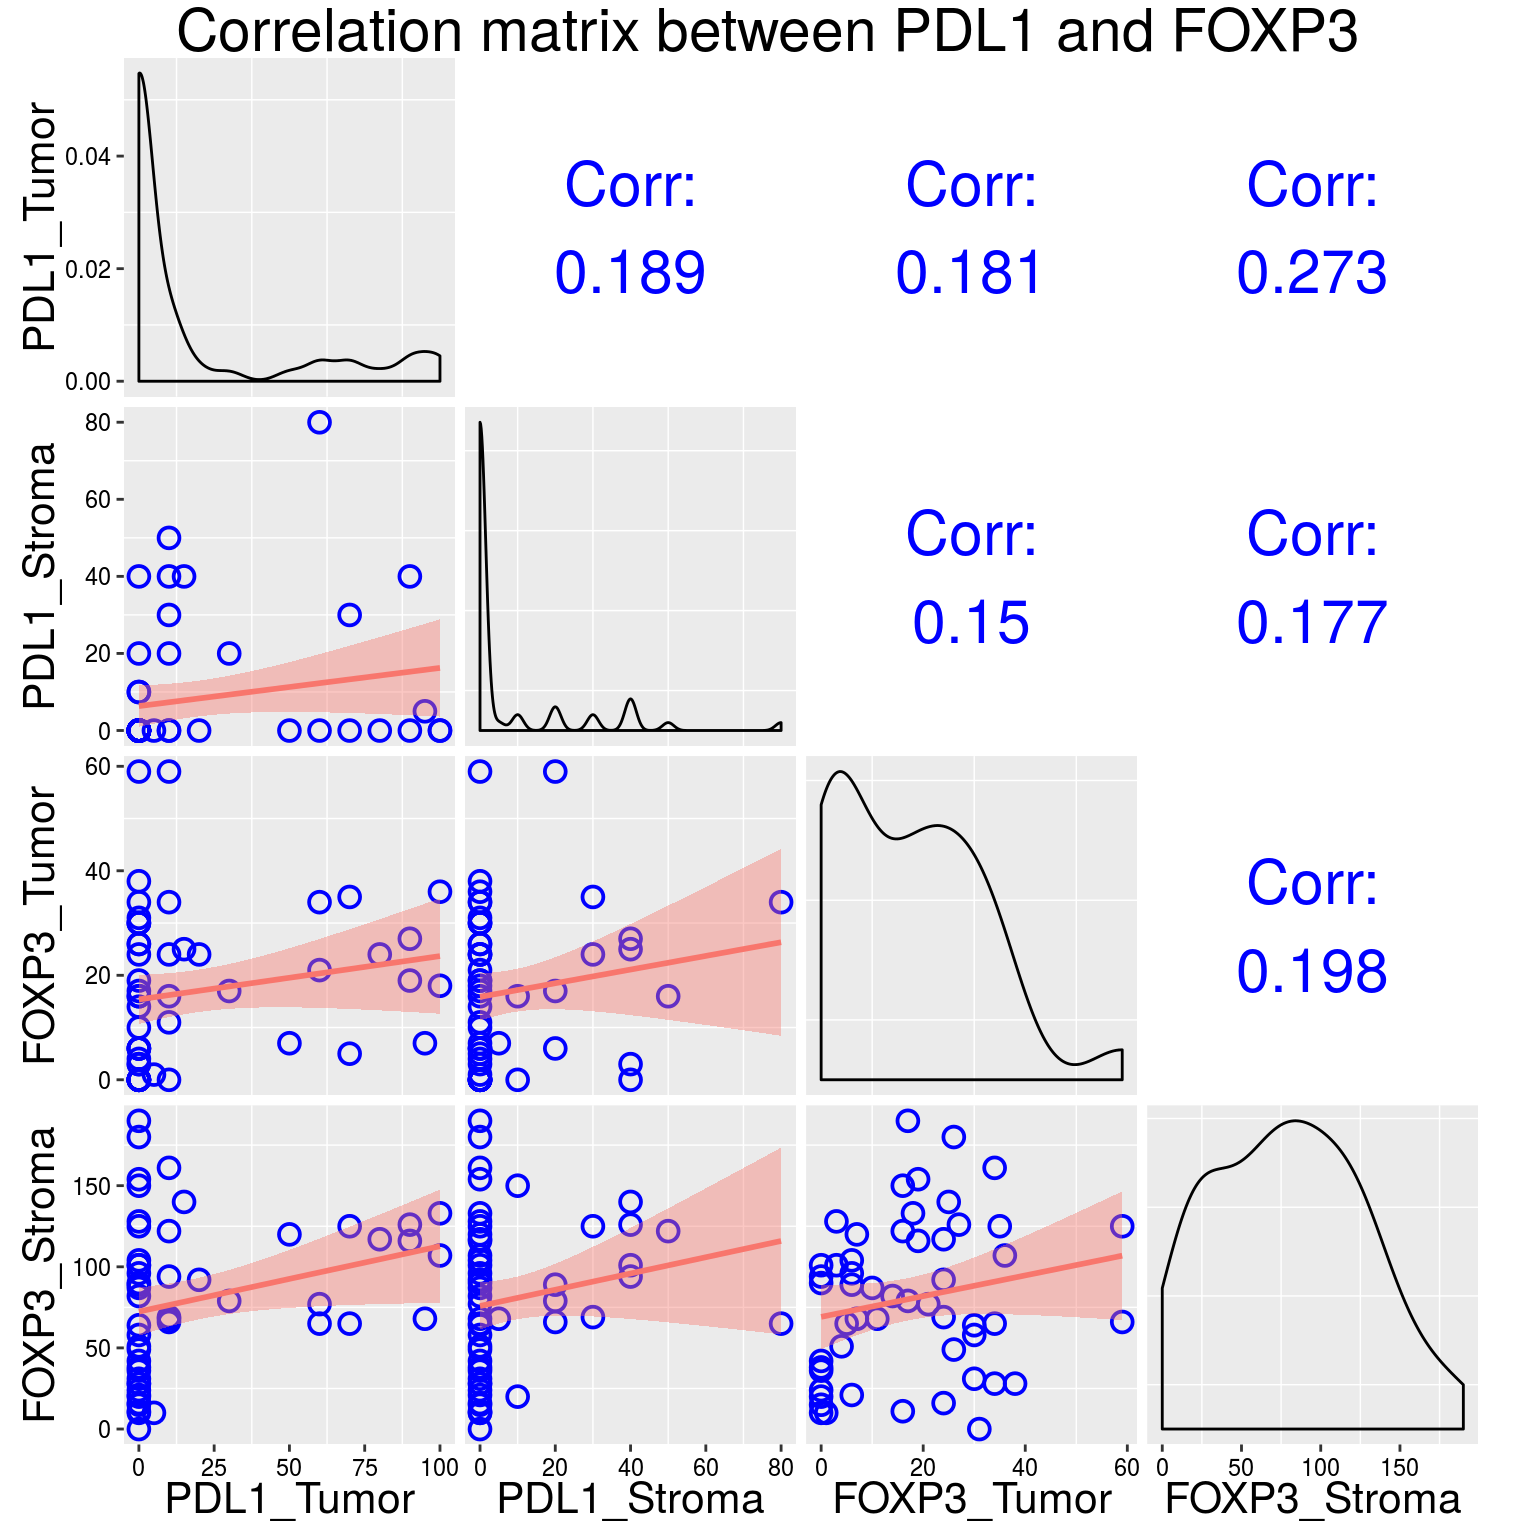 Correlation matrix between PDL1 and FOXP3
PDL1_Tumor
0.04
0.02
0.00
Corr:
0.189
Corr:
0.181
Corr:
0.273
PDL1_Stroma
80
60
40
20
0
Corr:
0.15
Corr:
0.177
FOXP3_Tumor
60
40
20
0
Corr:
0.198
FOXP3_Stroma
150
100
50
0
0 25 50 75 100
0 20 40 60 80
0 20 40 60
0 50 100 150
PDL1_Tumor
PDL1_Stroma
FOXP3_Tumor
FOXP3_Stroma